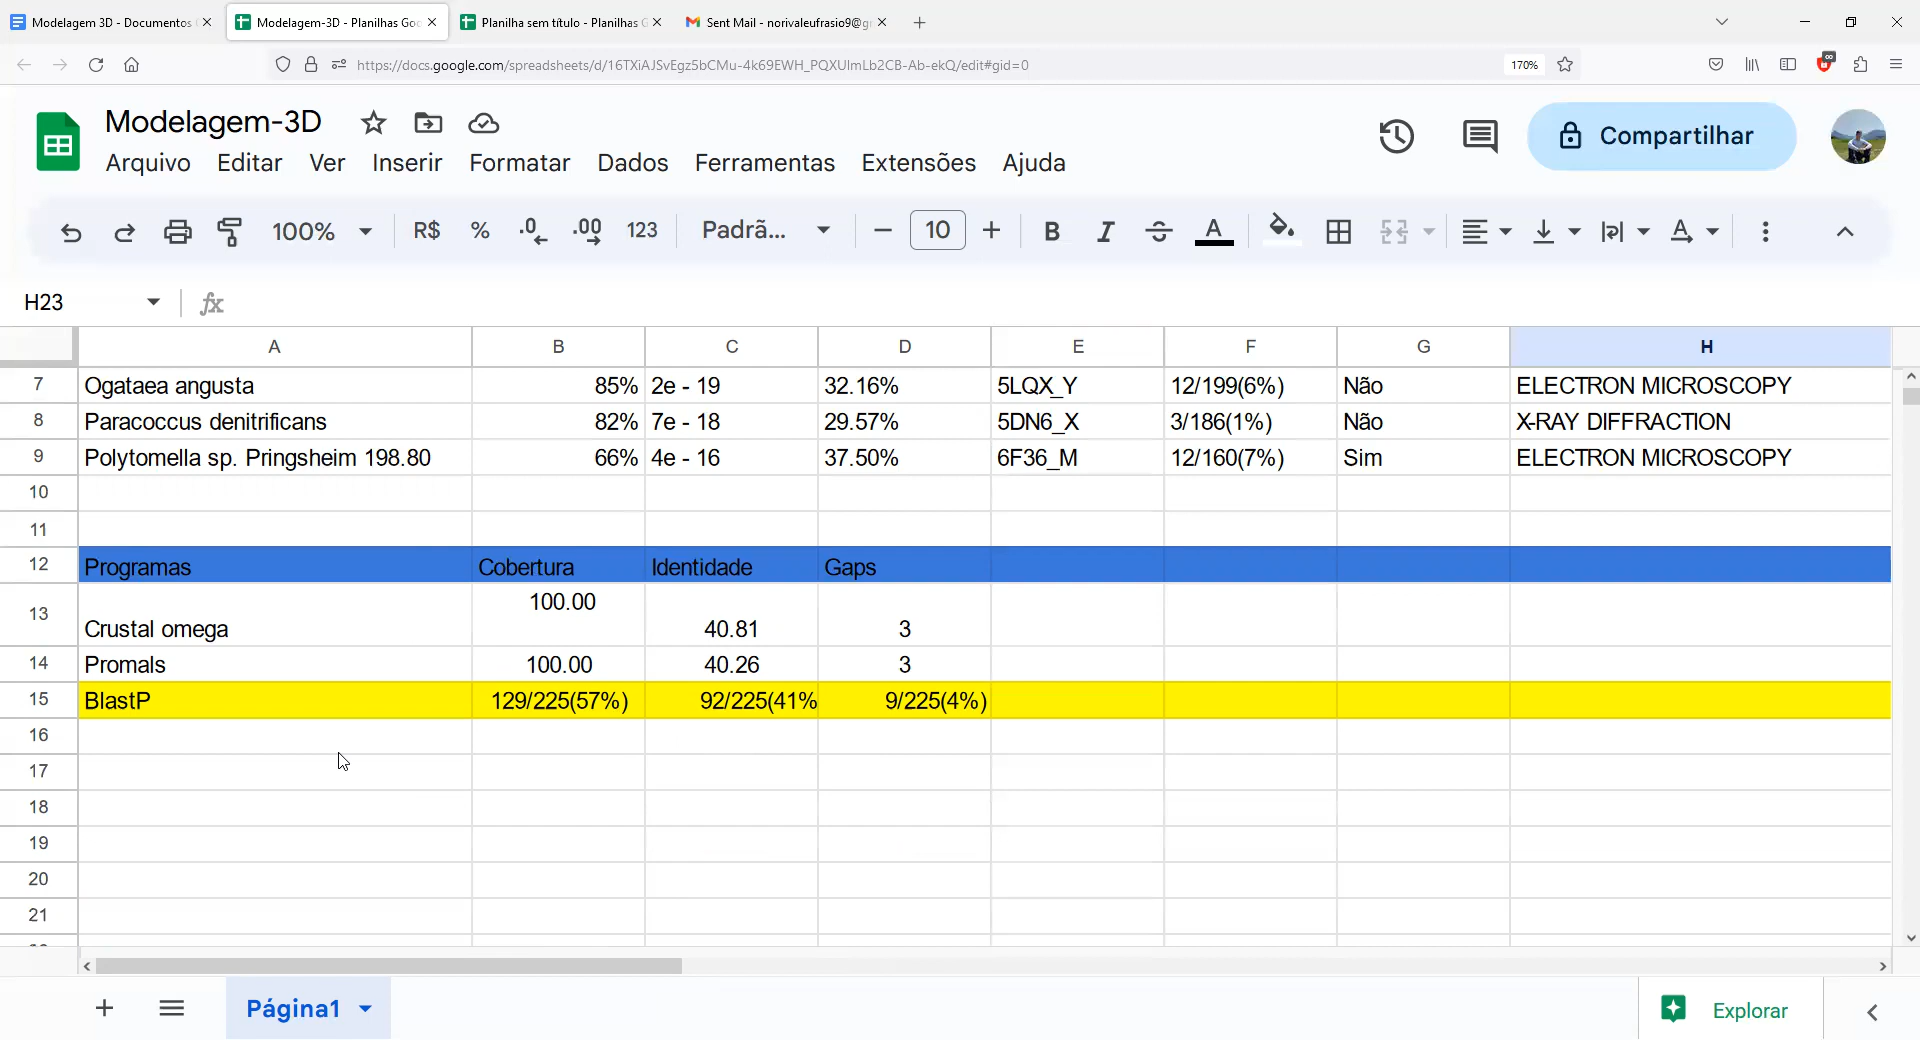 Modelagem 3D - Documentos
Modelagem-3D - Planilhas Goo
Planilha sem título - Planilhas G
Sent Mail - norivaleufrasio9@g
https://docs.google.com/spreadsheets/d/16TXiAJSvEgz5bCMu-4k69EWH_PQXUlmLb2CB-Ab-ekQ/edit#gid=0
170%
Modelagem-3D
Compartilhar
Arquivo Editar Ver Inserir Formatar Dados Ferramentas Extensões Ajuda
100% R$ % .0 .00 123 Padrã... 10 B I S A A
H23 fx
A B C D E F G H
7 Ogataea angusta 85% 2e - 19 32.16% 5LQX_Y 12/199(6%) Não ELECTRON MICROSCOPY
8 Paracoccus denitrificans 82% 7e - 18 29.57% 5DN6_X 3/186(1%) Não X-RAY DIFFRACTION
9 Polytomella sp. Pringsheim 198.80 66% 4e - 16 37.50% 6F36_M 12/160(7%) Sim ELECTRON MICROSCOPY
10
11
12 Programas Cobertura Identidade Gaps
13 Crustal omega 100.00 40.81 3
14 Promals 100.00 40.26 3
15 BlastP 129/225(57%) 92/225(41% 9/225(4%)
16
17
18
19
20
21
Página1
Explorar